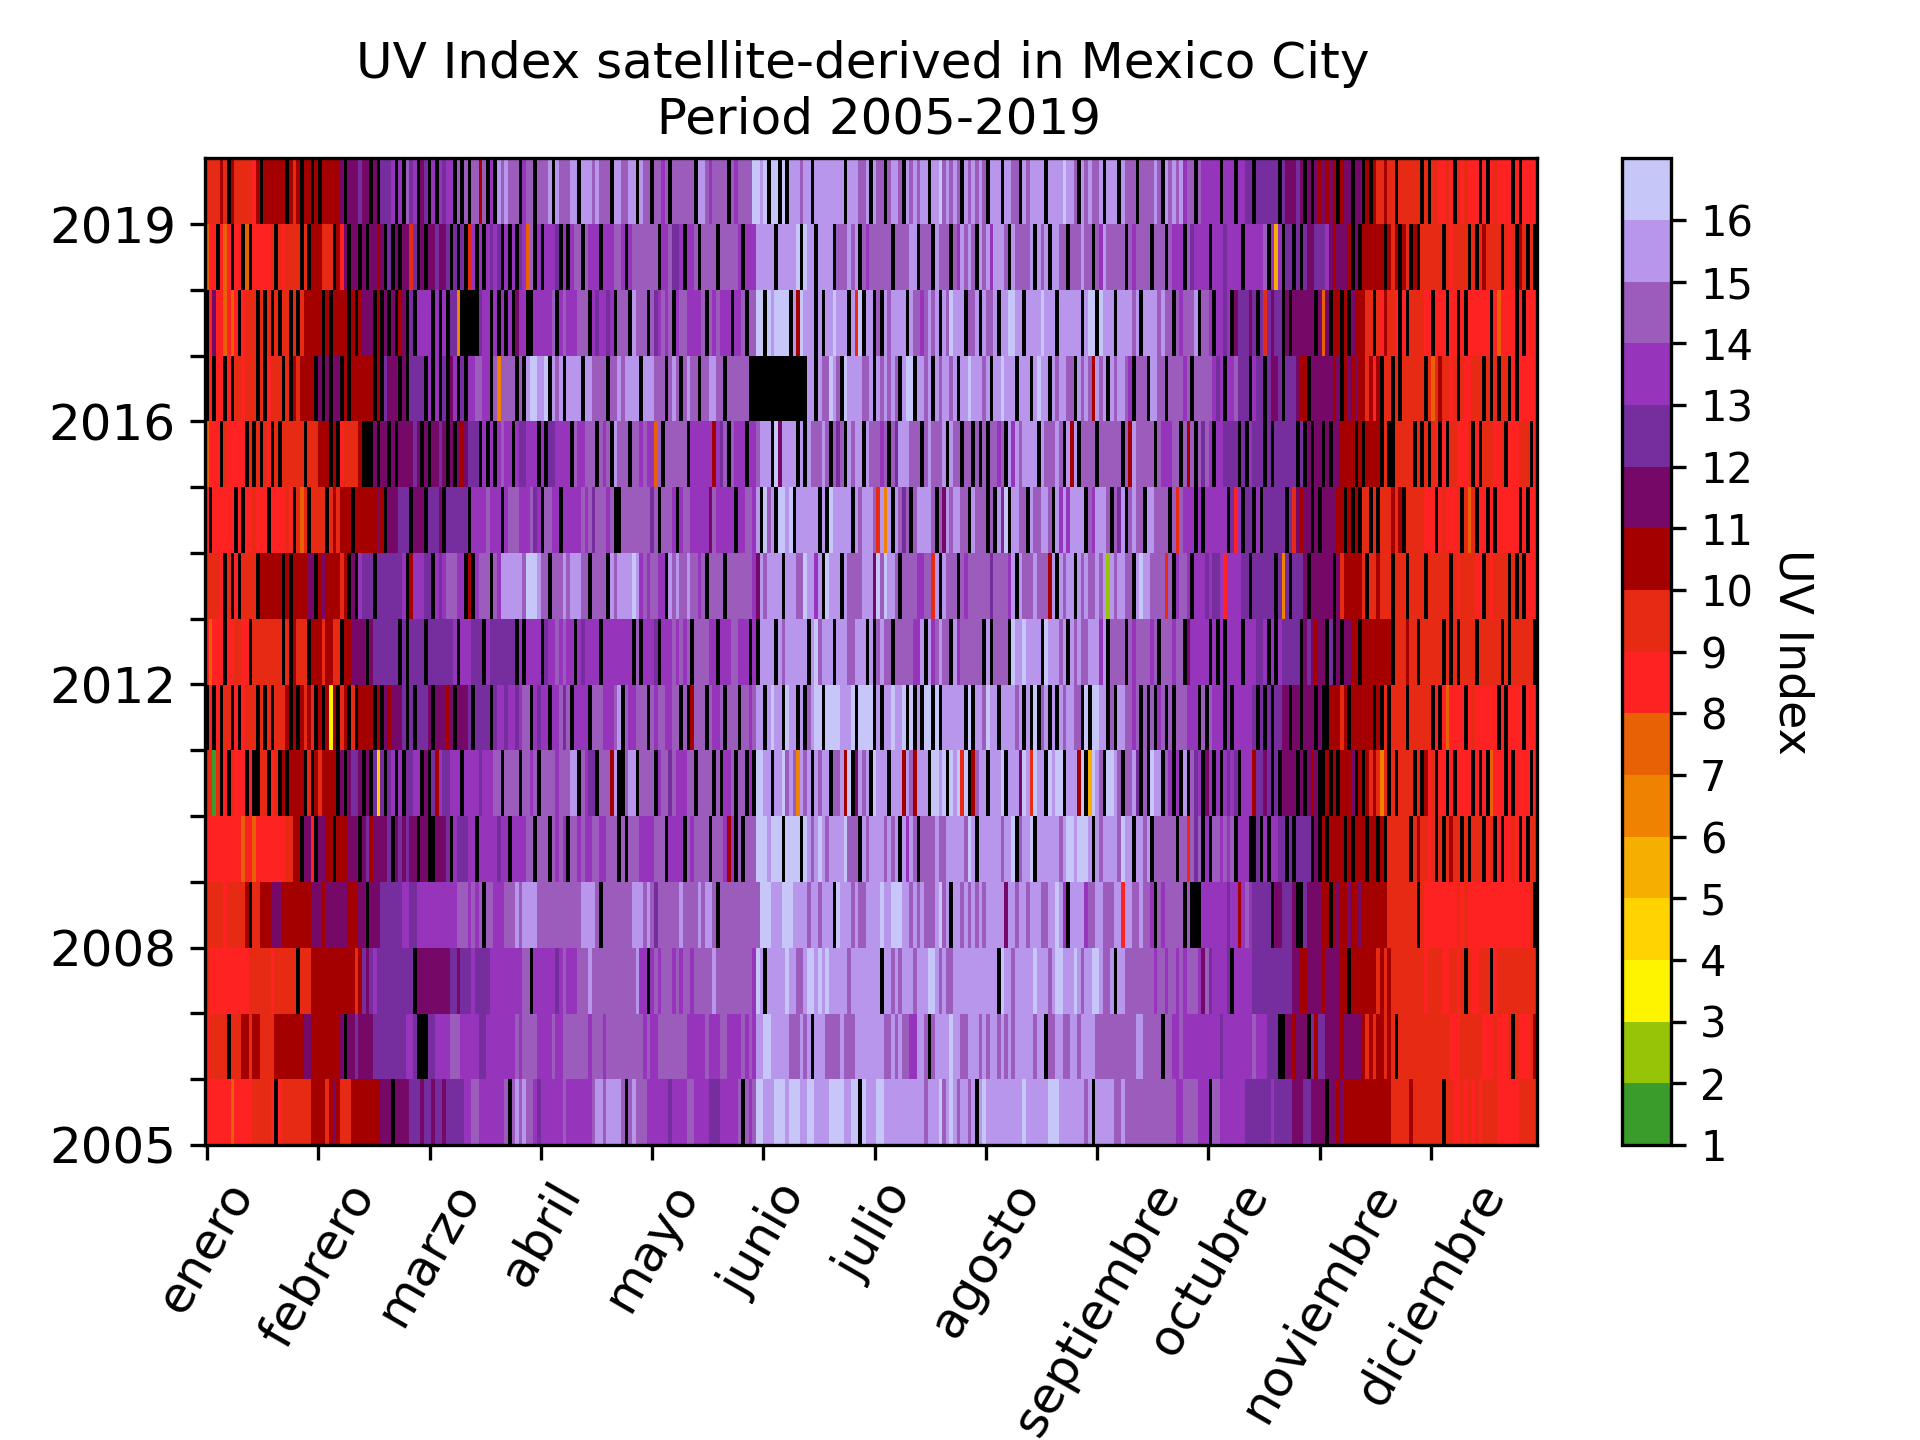 UV Index satellite-derived in Mexico City
Period 2005-2019
2019
2016
2012
2008
2005
enero
febrero
marzo
abril
mayo
junio
julio
agosto
septiembre
octubre
noviembre
diciembre
16
15
14
13
12
11
10
9
8
7
6
5
4
3
2
1
UV Index